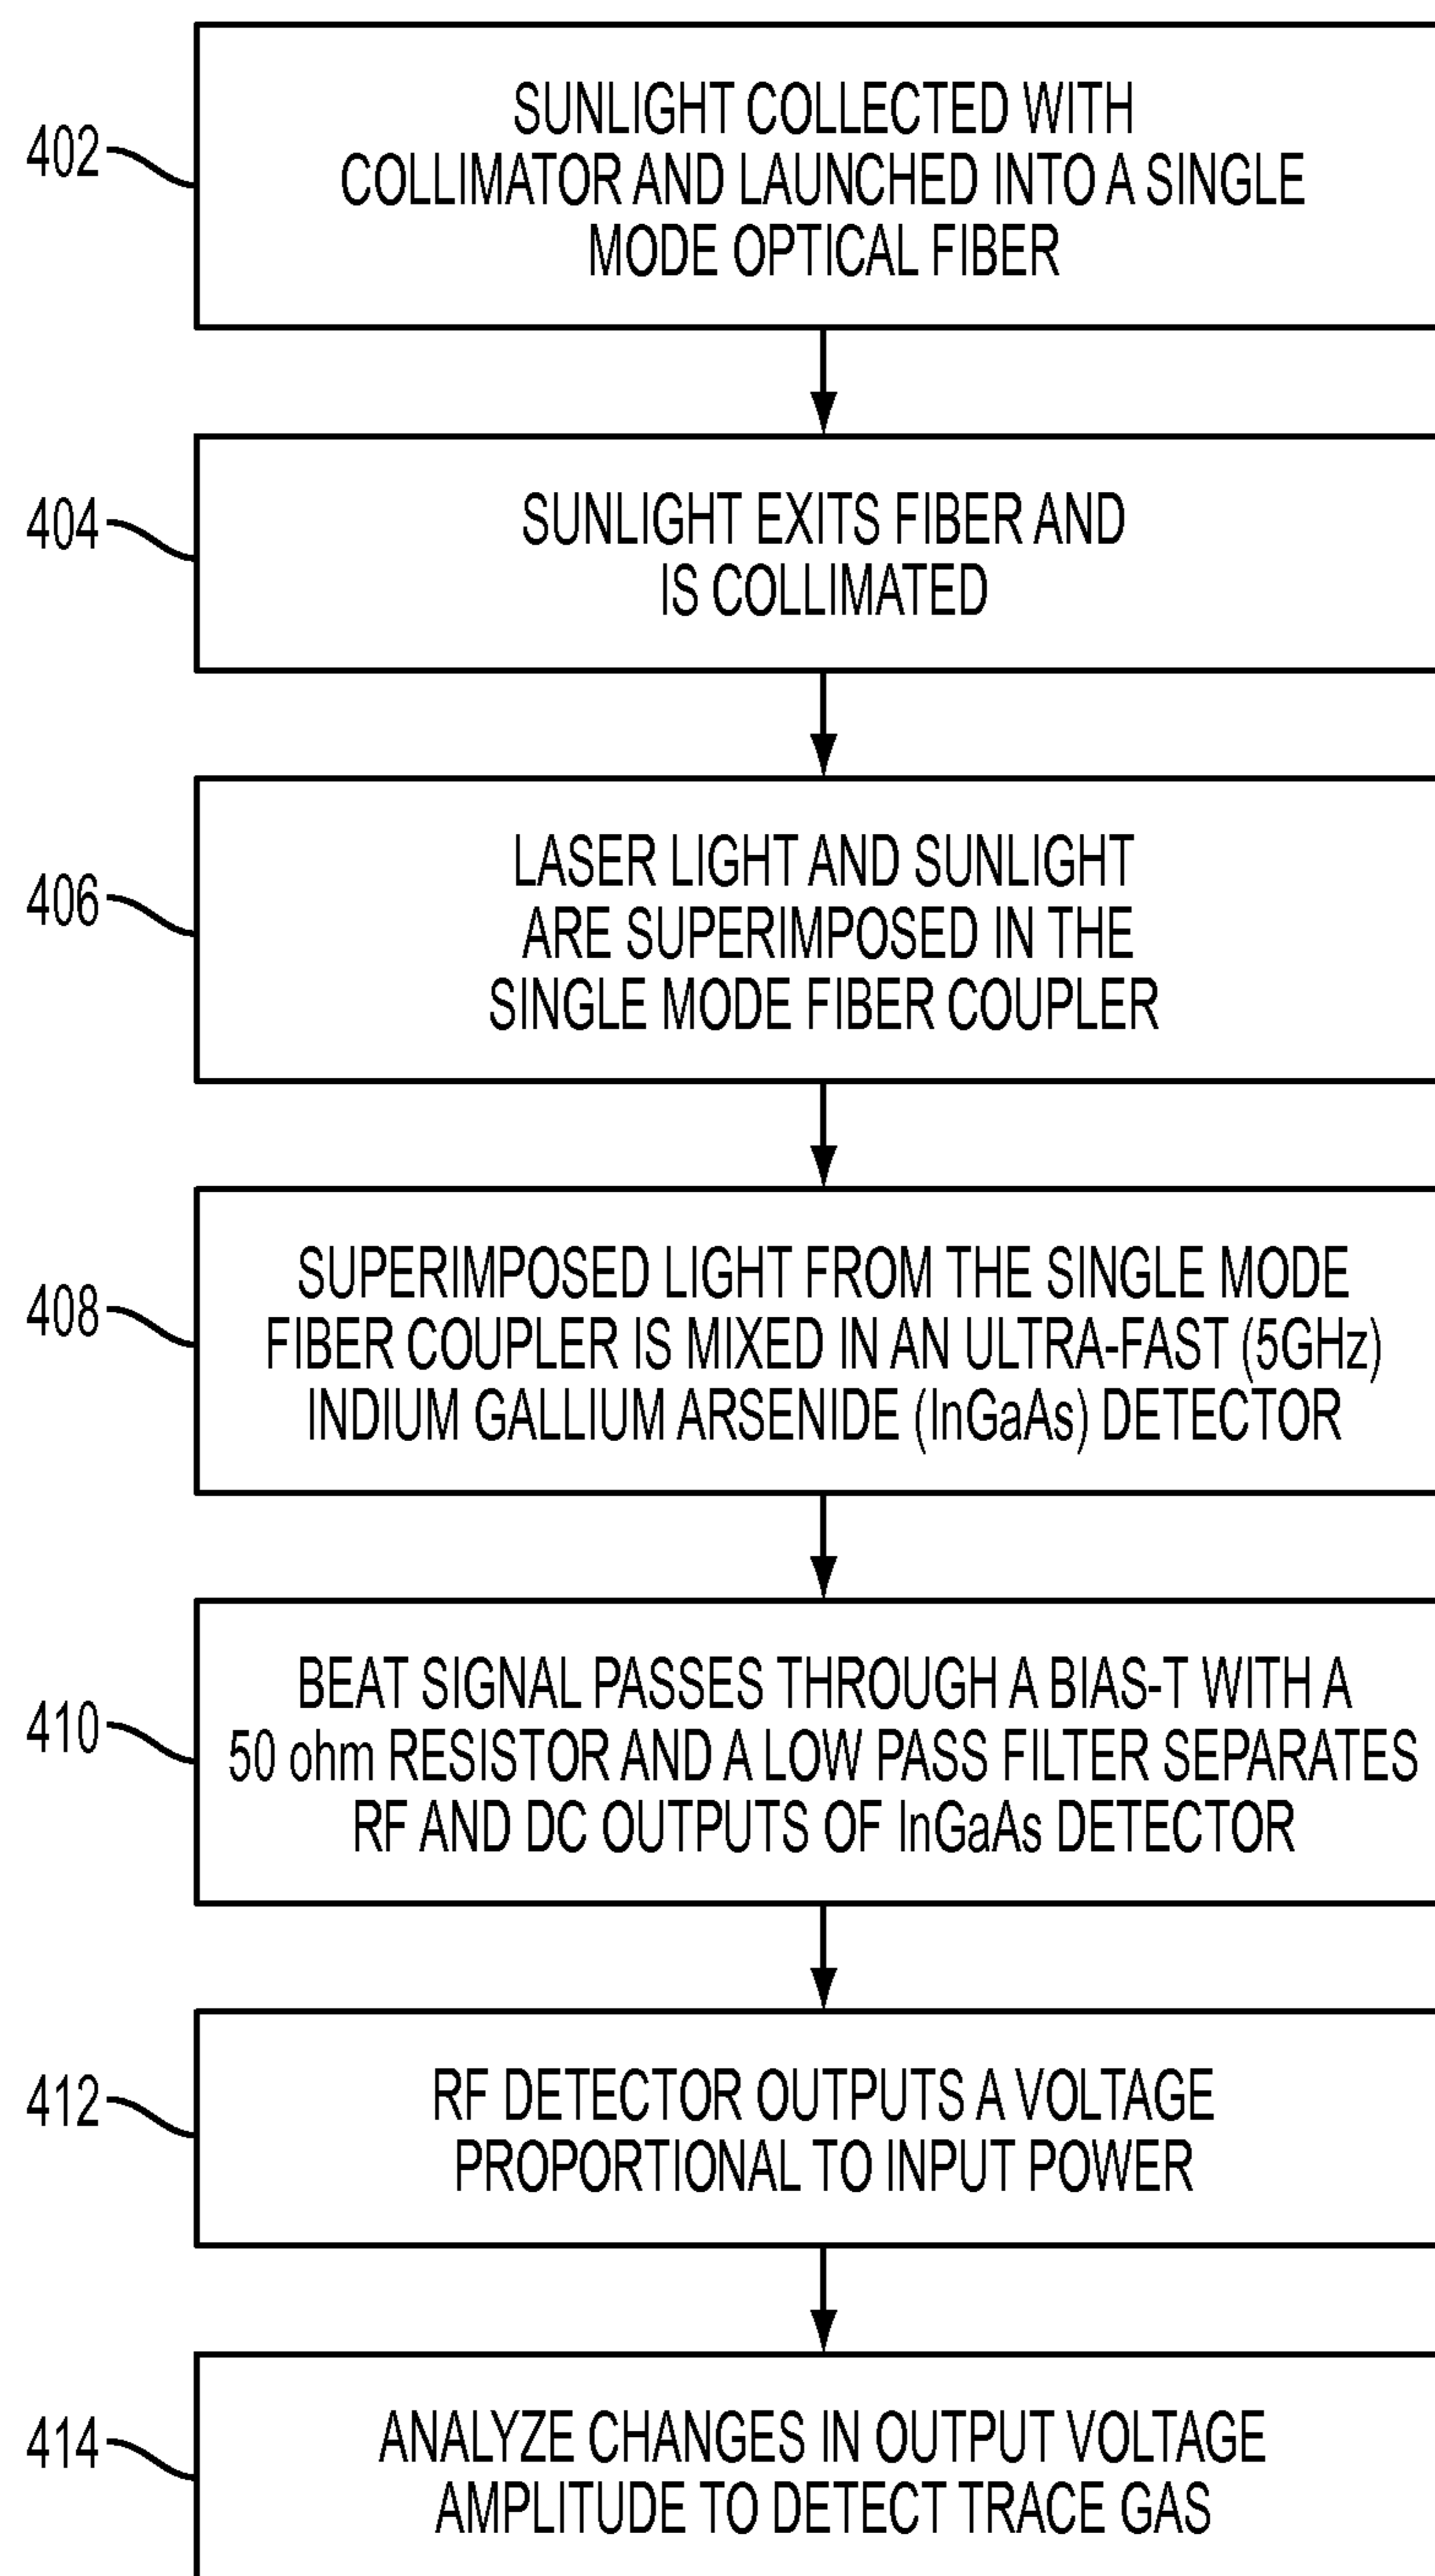 402
SUNLIGHT COLLECTED WITH
COLLIMATOR AND LAUNCHED INTO A SINGLE
MODE OPTICAL FIBER
404
SUNLIGHT EXITS FIBER AND
IS COLLIMATED
406
LASER LIGHT AND SUNLIGHT
ARE SUPERIMPOSED IN THE
SINGLE MODE FIBER COUPLER
408
SUPERIMPOSED LIGHT FROM THE SINGLE MODE
FIBER COUPLER IS MIXED IN AN ULTRA-FAST (5GHz)
INDIUM GALLIUM ARSENIDE (InGaAs) DETECTOR
410
BEAT SIGNAL PASSES THROUGH A BIAS-T WITH A
50 ohm RESISTOR AND A LOW PASS FILTER SEPARATES
RF AND DC OUTPUTS OF InGaAs DETECTOR
412
RF DETECTOR OUTPUTS A VOLTAGE
PROPORTIONAL TO INPUT POWER
414
ANALYZE CHANGES IN OUTPUT VOLTAGE
AMPLITUDE TO DETECT TRACE GAS